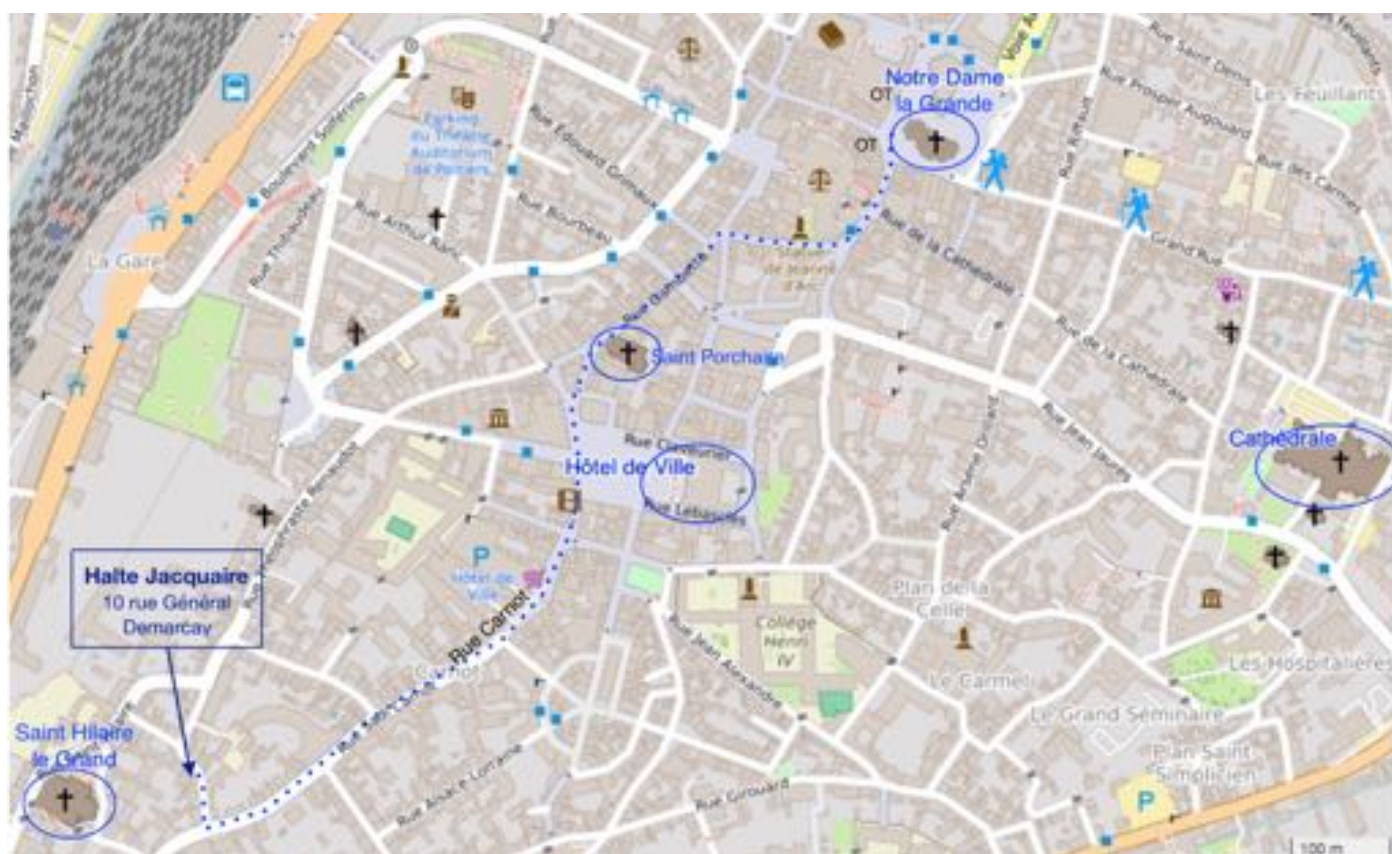 Maischon
La Gare
Boulevard Solférino
Rue Thibaudeau
Rue Arthur Ranc
Parking
du Théâtre
Auditorium
de Poitiers
Rue Edouard Grimaux
Rue Bourbeau
Notre Dame
la Grande
OT
OT
Rue Saint Denis
Rue Prosper Augouard
Les Feuillants
Rue Riffault
Rue des Carmes
Grand'Rue
Rue de la Cathédrale
Rue de la Cathédrale
Statue
de Jeanne
d'Arc
Rue Gambetta
Saint Porchaire
Rue Jean Jaurès
Cathédrale
Hôtel de Ville
Rue Lebascles
P
Hôtel de
Ville
Rue Carnot
Carnot
Halte Jacquaire
10 rue Général
Demarcay
Saint Hilaire
le Grand
Rue Alsace Lorraine
Rue Jean Alexandre
Collège
Henri
IV
Plan de la
Celle
Le Carmel
Le Grand Séminaire
Les Hospitalières
Plan Saint
Simplicien
P
Rue Girouard
100 m